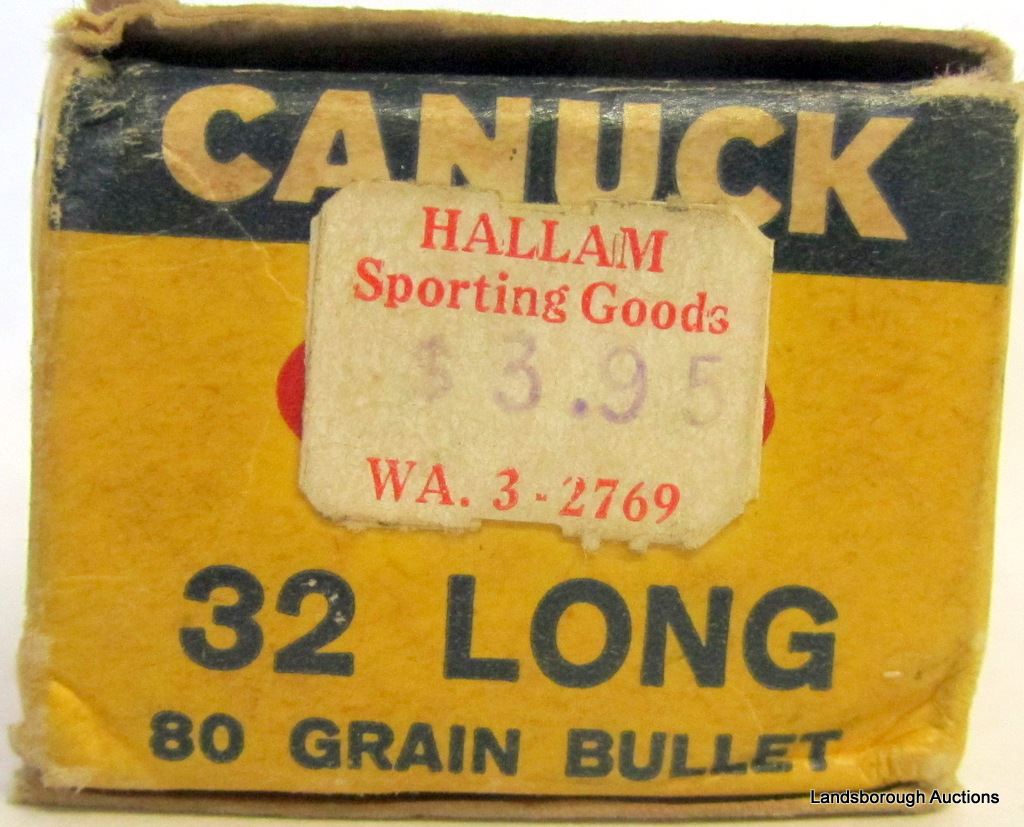 CANUCK
HALLAM
Sporting Goods
$3.95
WA. 3-2769
32 LONG
80 GRAIN BULLET
Landsborough Auctions